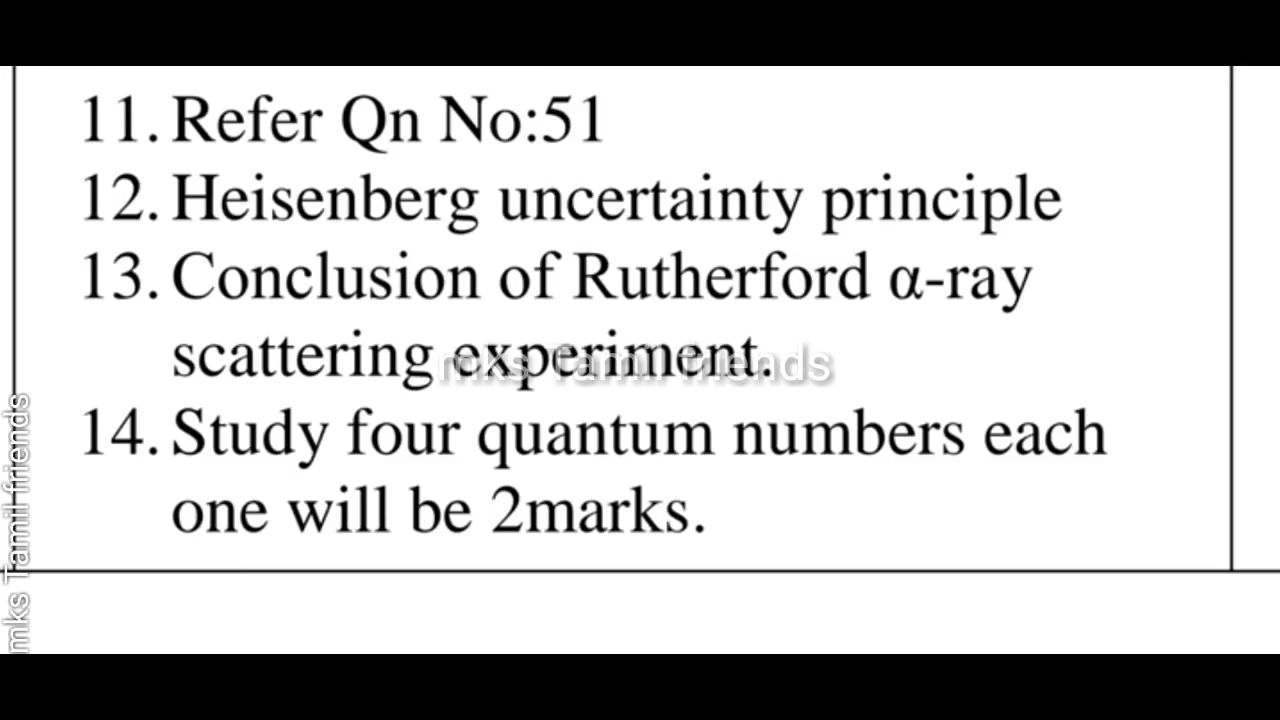 11. Refer Qn No:51
12. Heisenberg uncertainty principle
13. Conclusion of Rutherford α-ray
scattering experiment.
mks Tamil friends
14. Study four quantum numbers each
one will be 2marks.
mks Tamil friends